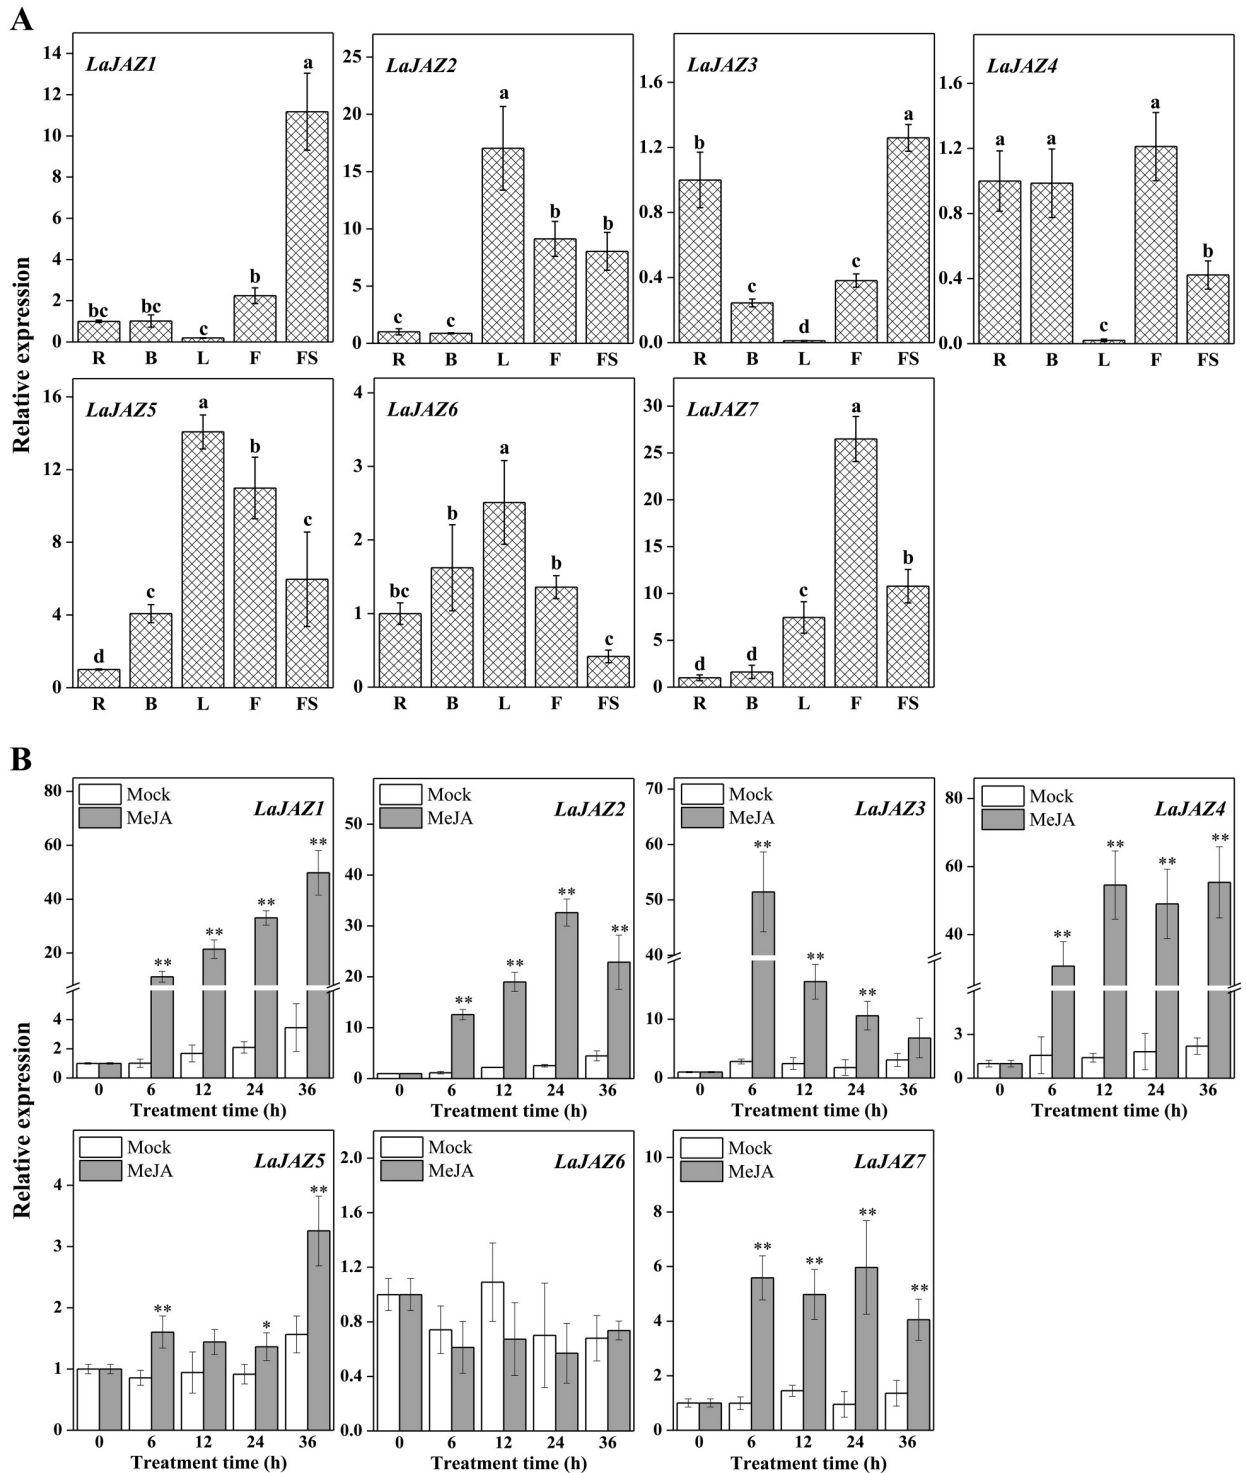 A
Relative expression
LaJAZ1
14
12
10
8
6
4
2
0
bc bc c b a
R B L F FS
LaJAZ2
25
20
15
10
5
0
c c a b b
R B L F FS
LaJAZ3
1.6
1.2
0.8
0.4
0.0
b c d c a
R B L F FS
LaJAZ4
1.6
1.2
0.8
0.4
0.0
a a c a b
R B L F FS
LaJAZ5
16
12
8
4
0
d c a b c
R B L F FS
LaJAZ6
4
3
2
1
0
bc b a b c
R B L F FS
LaJAZ7
30
25
20
15
10
5
0
d d c a b
R B L F FS
B
Relative expression
Mock
MeJA
LaJAZ1
80
60
40
20
4
2
0
** ** ** **
0 6 12 24 36
Treatment time (h)
Mock
MeJA
LaJAZ2
50
40
30
20
10
0
** ** ** **
0 6 12 24 36
Treatment time (h)
Mock
MeJA
LaJAZ3
70
60
50
40
10
0
** ** **
0 6 12 24 36
Treatment time (h)
Mock
MeJA
LaJAZ4
80
60
40
3
0
** ** ** **
0 6 12 24 36
Treatment time (h)
Mock
MeJA
LaJAZ5
4
3
2
1
0
** * **
0 6 12 24 36
Treatment time (h)
Mock
MeJA
LaJAZ6
2.0
1.6
1.2
0.8
0.4
0.0
0 6 12 24 36
Treatment time (h)
Mock
MeJA
LaJAZ7
10
8
6
4
2
0
** ** ** **
0 6 12 24 36
Treatment time (h)